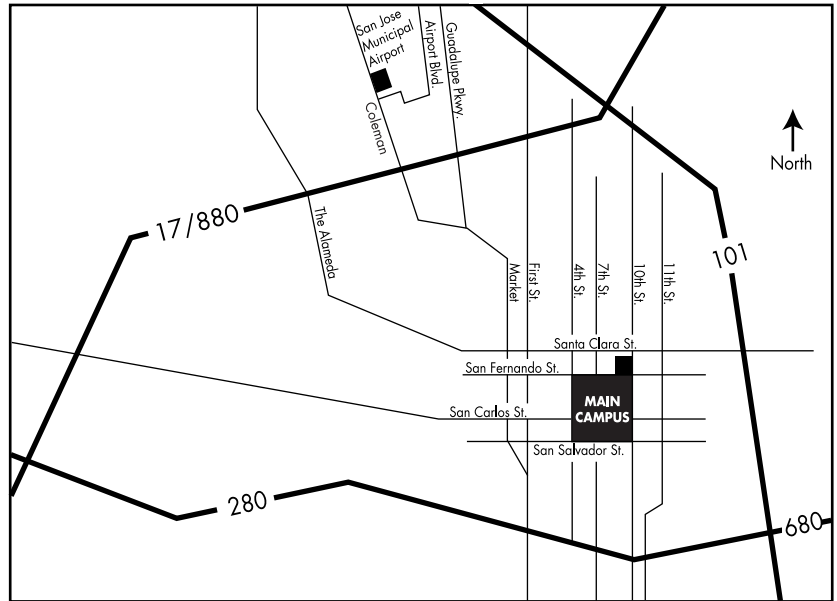 San Jose
Municipal
Airport
Airport Blvd.
Guadalupe Pkwy.
Coleman
North
17/880
The Alameda
101
Market
First St.
4th St.
7th St.
10th St.
11th St.
Santa Clara St.
San Fernando St.
MAIN
CAMPUS
San Carlos St.
San Salvador St.
280
680